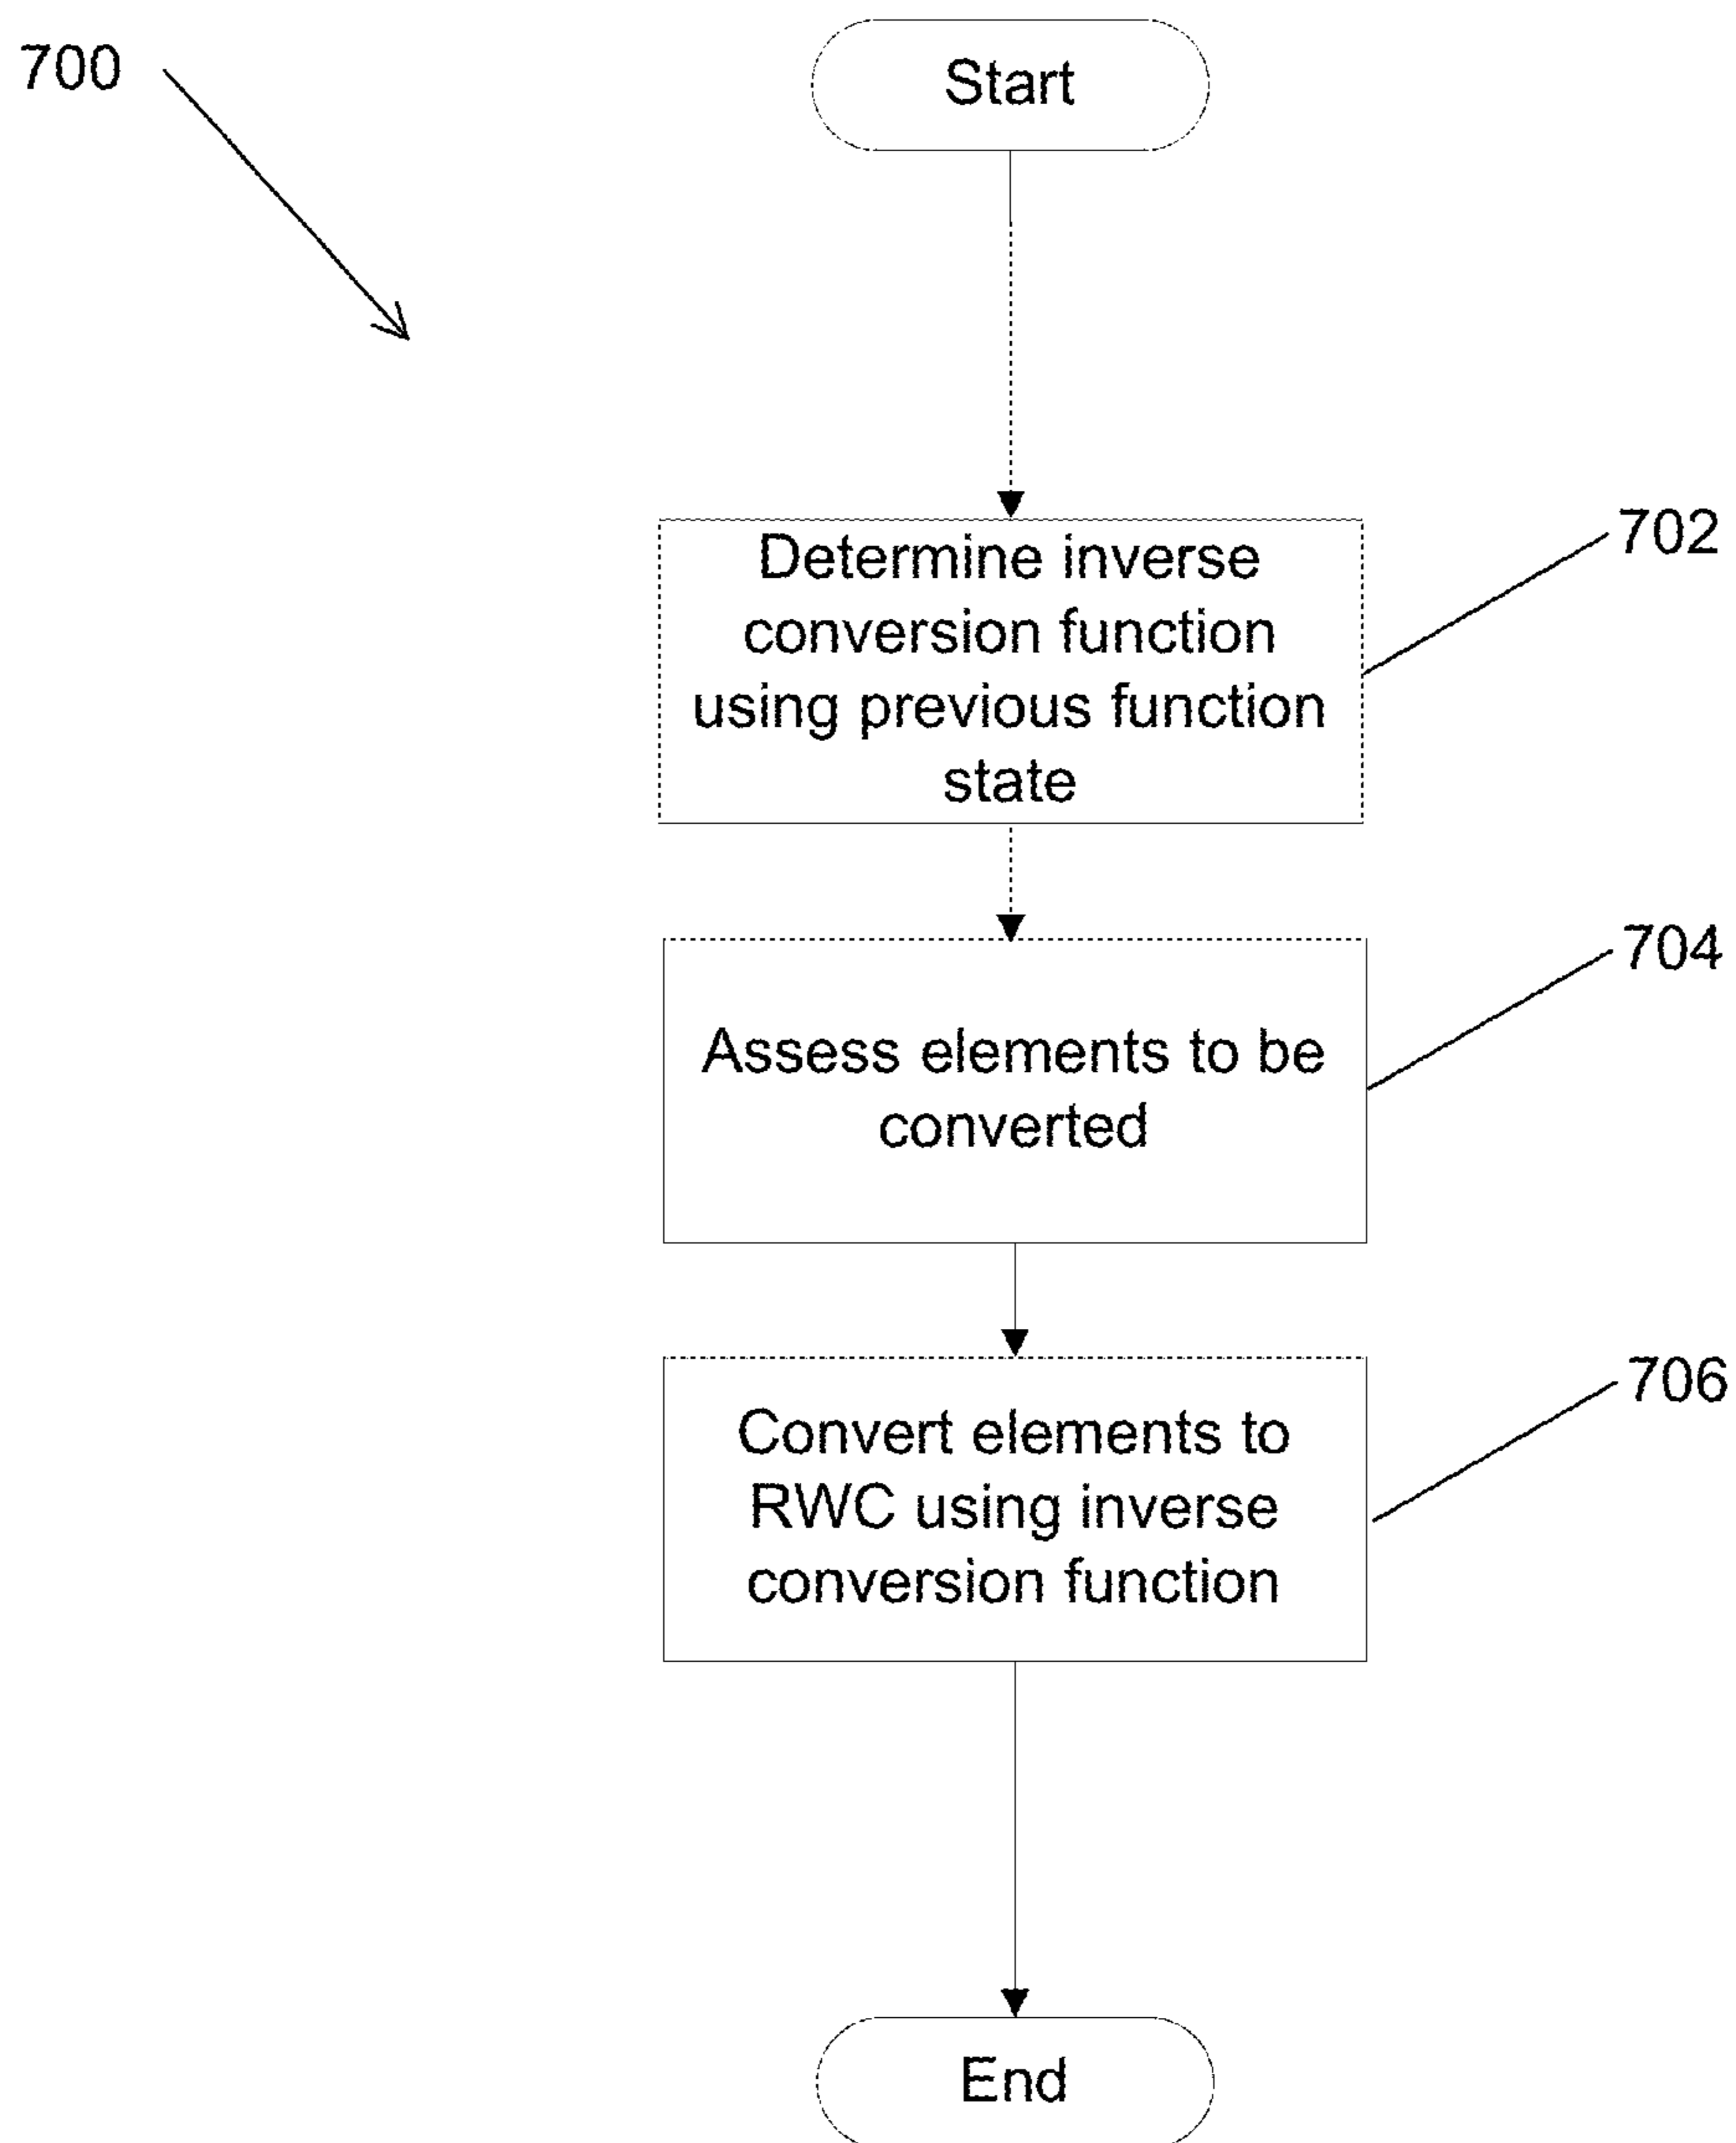 700
Start
Determine inverse
conversion function
using previous function
state
702
Assess elements to be
converted
704
Convert elements to
RWC using inverse
conversion function
706
End